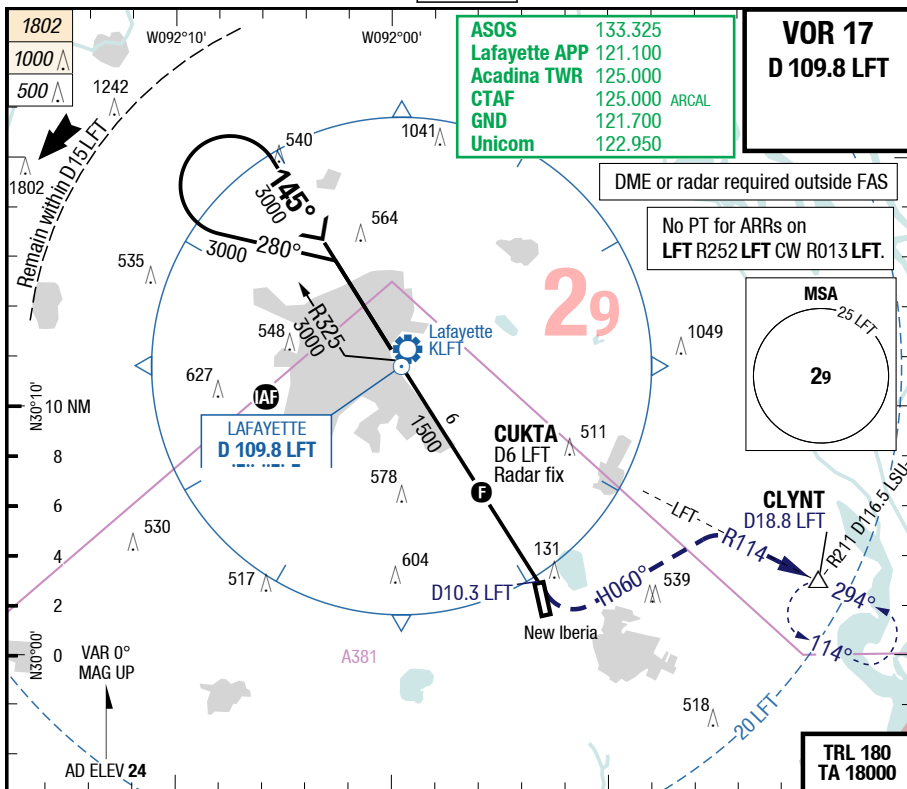 1802
1000
500
W092°10'
W092°00'
ASOS 133.325
Lafayette APP 121.100
Acadina TWR 125.000
CTAF 125.000 ARCAL
GND 121.700
Unicom 122.950
VOR 17
D 109.8 LFT
DME or radar required outside FAS
No PT for ARRs on
LFT R252 LFT CW R013 LFT.
MSA
25 LFT
29
1242
1802
Remain within D15 LFT
540
1041
145°
3000
564
280°
3000
535
29
R325
3000
548
Lafayette
KLFT
1049
627
IAF
N30°10'
10 NM
8
6
4
2
0
N30°00'
LAFAYETTE
D 109.8 LFT
6
1500
CUKTA
D6 LFT
Radar fix
511
F
578
LFT
CLYNT
D18.8 LFT
R211 D116.5 LSU
530
517
604
D10.3 LFT
131
H060°
R114
539
294°
114°
New Iberia
A381
VAR 0°
MAG UP
518
20 LFT
AD ELEV 24
TRL 180
TA 18000